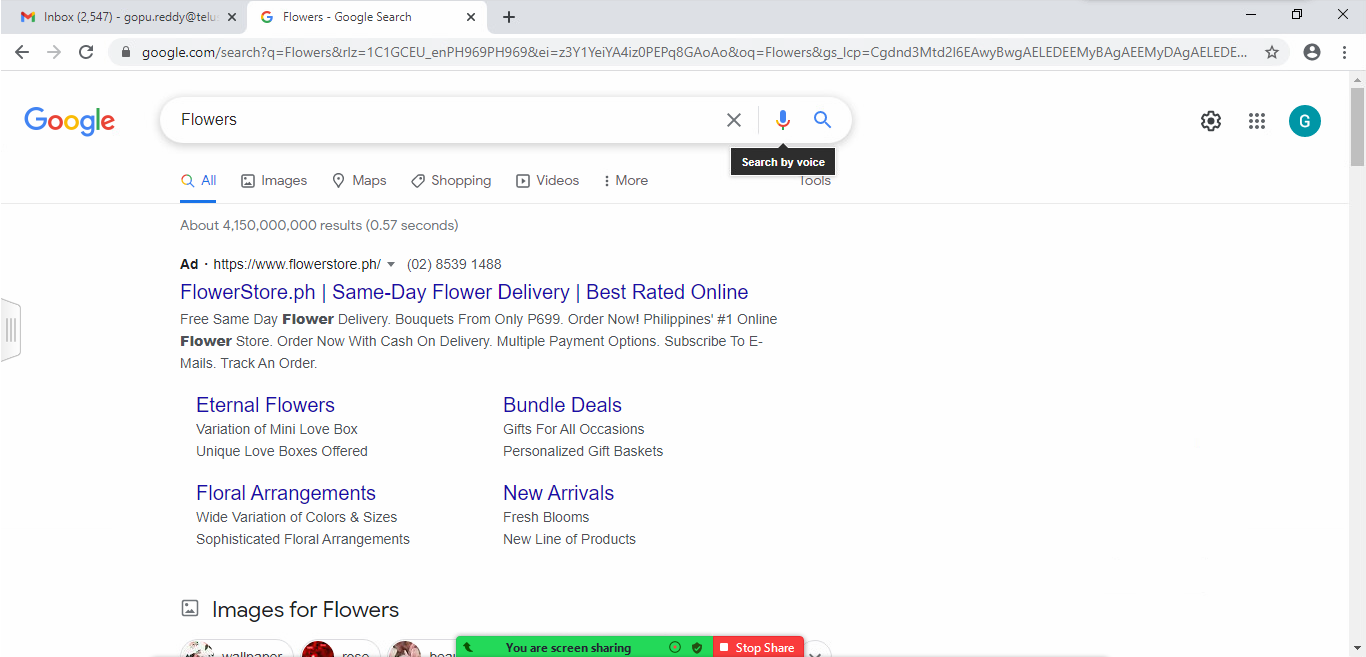 Inbox (2,547) - gopu.reddy@telu
Flowers - Google Search
google.com/search?q=Flowers&rlz=1C1GCEU_enPH969PH969&ei=z3Y1YeiYA4iz0PEPq8GAoAo&oq=Flowers&gs_lcp=Cgdnd3Mtd2l6EAwyBwgAELEDEEMyBAgAEEMyDAgAELEDE...
Google
Flowers
G
Search by voice
All Images Maps Shopping Videos More Tools
About 4,150,000,000 results (0.57 seconds)
Ad · https://www.flowerstore.ph/ (02) 8539 1488
FlowerStore.ph | Same-Day Flower Delivery | Best Rated Online
Free Same Day Flower Delivery. Bouquets From Only P699. Order Now! Philippines' #1 Online
Flower Store. Order Now With Cash On Delivery. Multiple Payment Options. Subscribe To E-
Mails. Track An Order.
Eternal Flowers
Variation of Mini Love Box
Unique Love Boxes Offered
Bundle Deals
Gifts For All Occasions
Personalized Gift Baskets
Floral Arrangements
Wide Variation of Colors & Sizes
Sophisticated Floral Arrangements
New Arrivals
Fresh Blooms
New Line of Products
Images for Flowers
wallpaper
rose
You are screen sharing
Stop Share